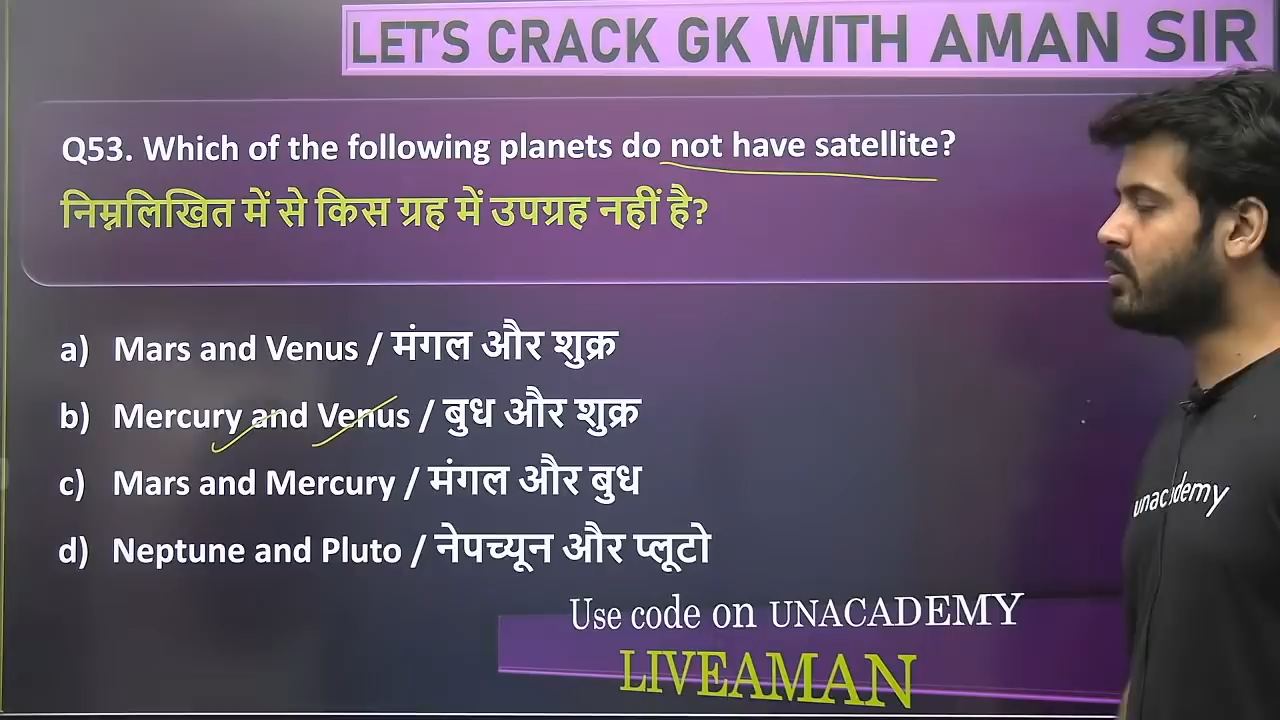 LET'S CRACK GK WITH AMAN SIR
Q53. Which of the following planets do not have satellite?
निम्नलिखित में से किस ग्रह में उपग्रह नहीं है?
a) Mars and Venus / मंगल और शुक्र
b) Mercury and Venus / बुध और शुक्र
c) Mars and Mercury / मंगल और बुध
d) Neptune and Pluto / नेपच्यून और प्लूटो
unacademy
Use code on UNACADEMY
LIVEAMAN